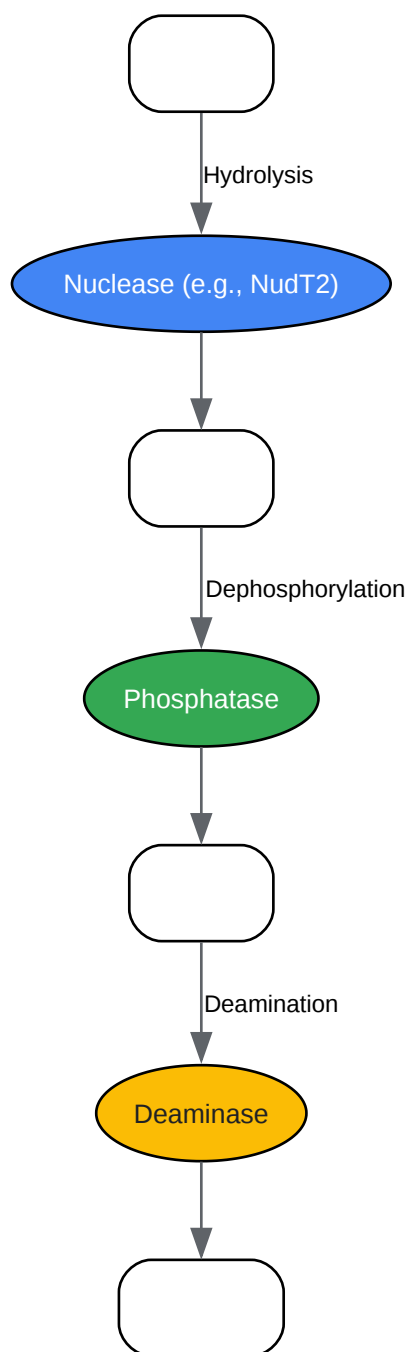 Hydrolysis
Nuclease (e.g., NudT2)
Dephosphorylation
Phosphatase
Deamination
Deaminase